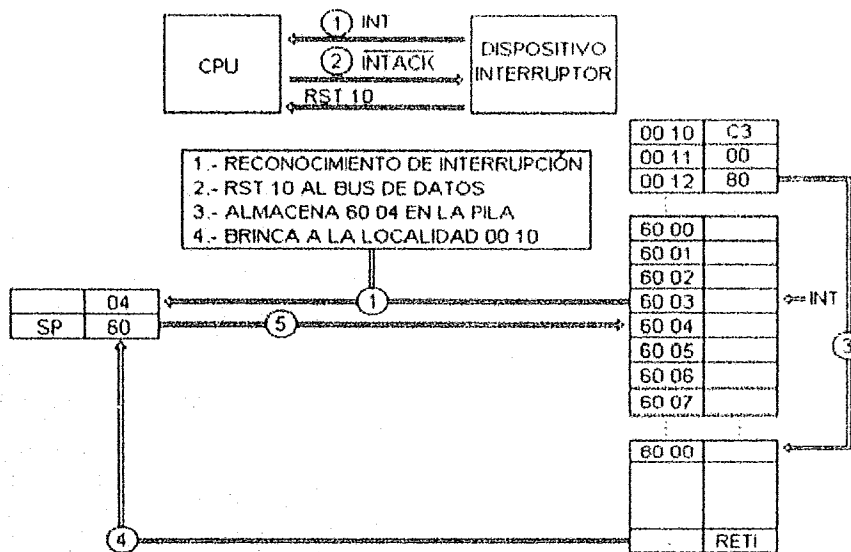 1 INT
CPU
2 INTACK
RST 10
DISPOSITIVO
INTERRUPTOR
1.- RECONOCIMIENTO DE INTERRUPCIÓN
2.- RST 10 AL BUS DE DATOS
3.- ALMACENA 60 04 EN LA PILA
4.- BRINCA A LA LOCALIDAD 00 10
00 10 C3
00 11 00
00 12 80
60 00
60 01
60 02
60 03
60 04
60 05
60 06
60 07
INT
3
04
SP 60
1
5
80 00
RETI
4